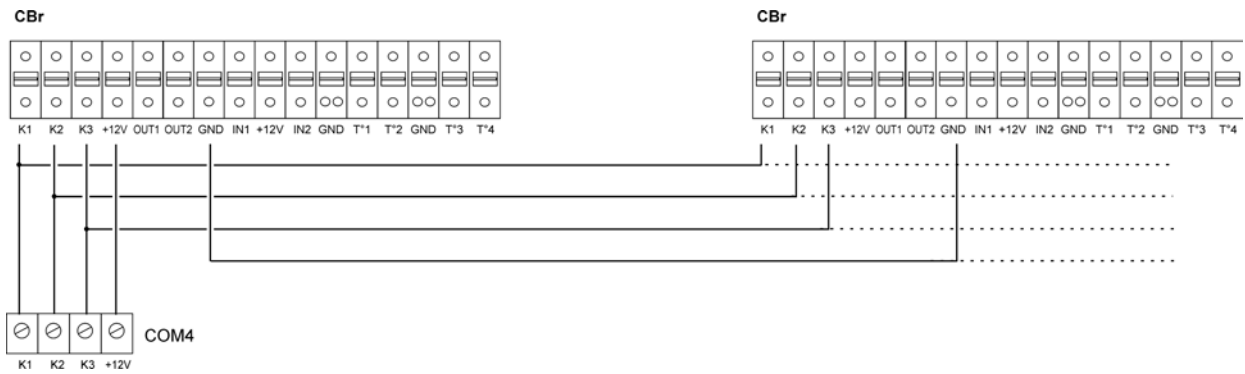 CBr CBr
K1 K2 K3 +12V OUT1 OUT2 GND IN1 +12V IN2 GND T°1 T°2 GND T°3 T°4 K1 K2 K3 +12V OUT1 OUT2 GND IN1 +12V IN2 GND T°1 T°2 GND T°3 T°4
COM4
K1 K2 K3 +12V